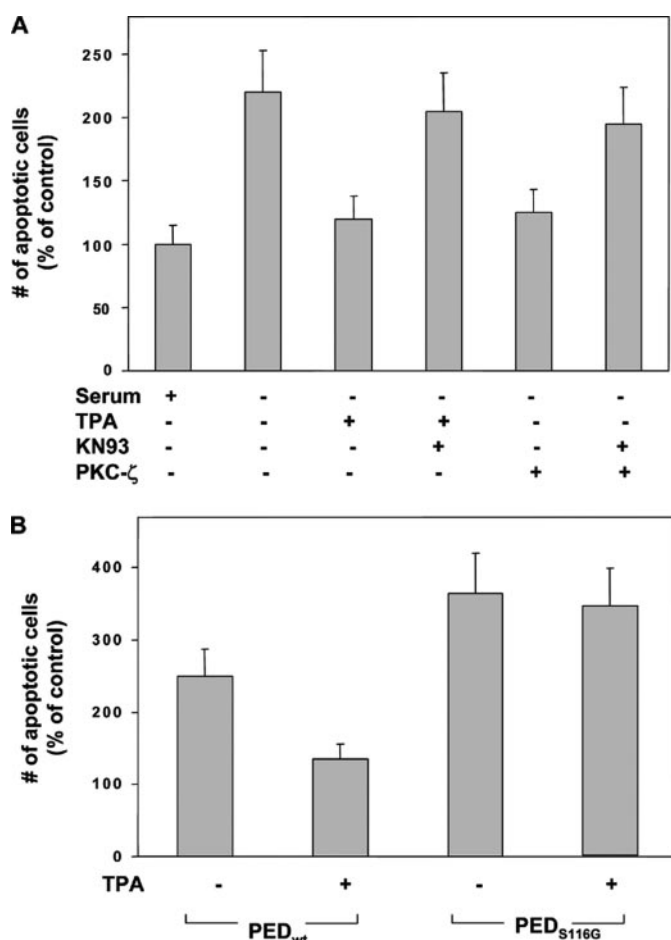 A
# of apoptotic cells
(% of control)
250
200
150
100
50
0
Serum + - - - - -
TPA - - + + - -
KN93 - - - + - +
PKC-ζ - - - - + +
B
# of apoptotic cells
(% of control)
400
300
200
100
0
TPA - + - +
PEDwt PEDS116G